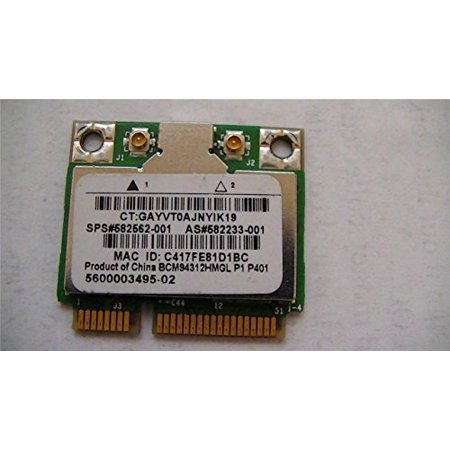 J1
J2
1
2
CT:GAYVT0AJNYIK19
SPS#582562-001 AS#582233-001
MAC ID: C417FE81D1BC
Product of China BCM94312HMGL P1 P401
5600003495-02
1 J3 C44 12 51